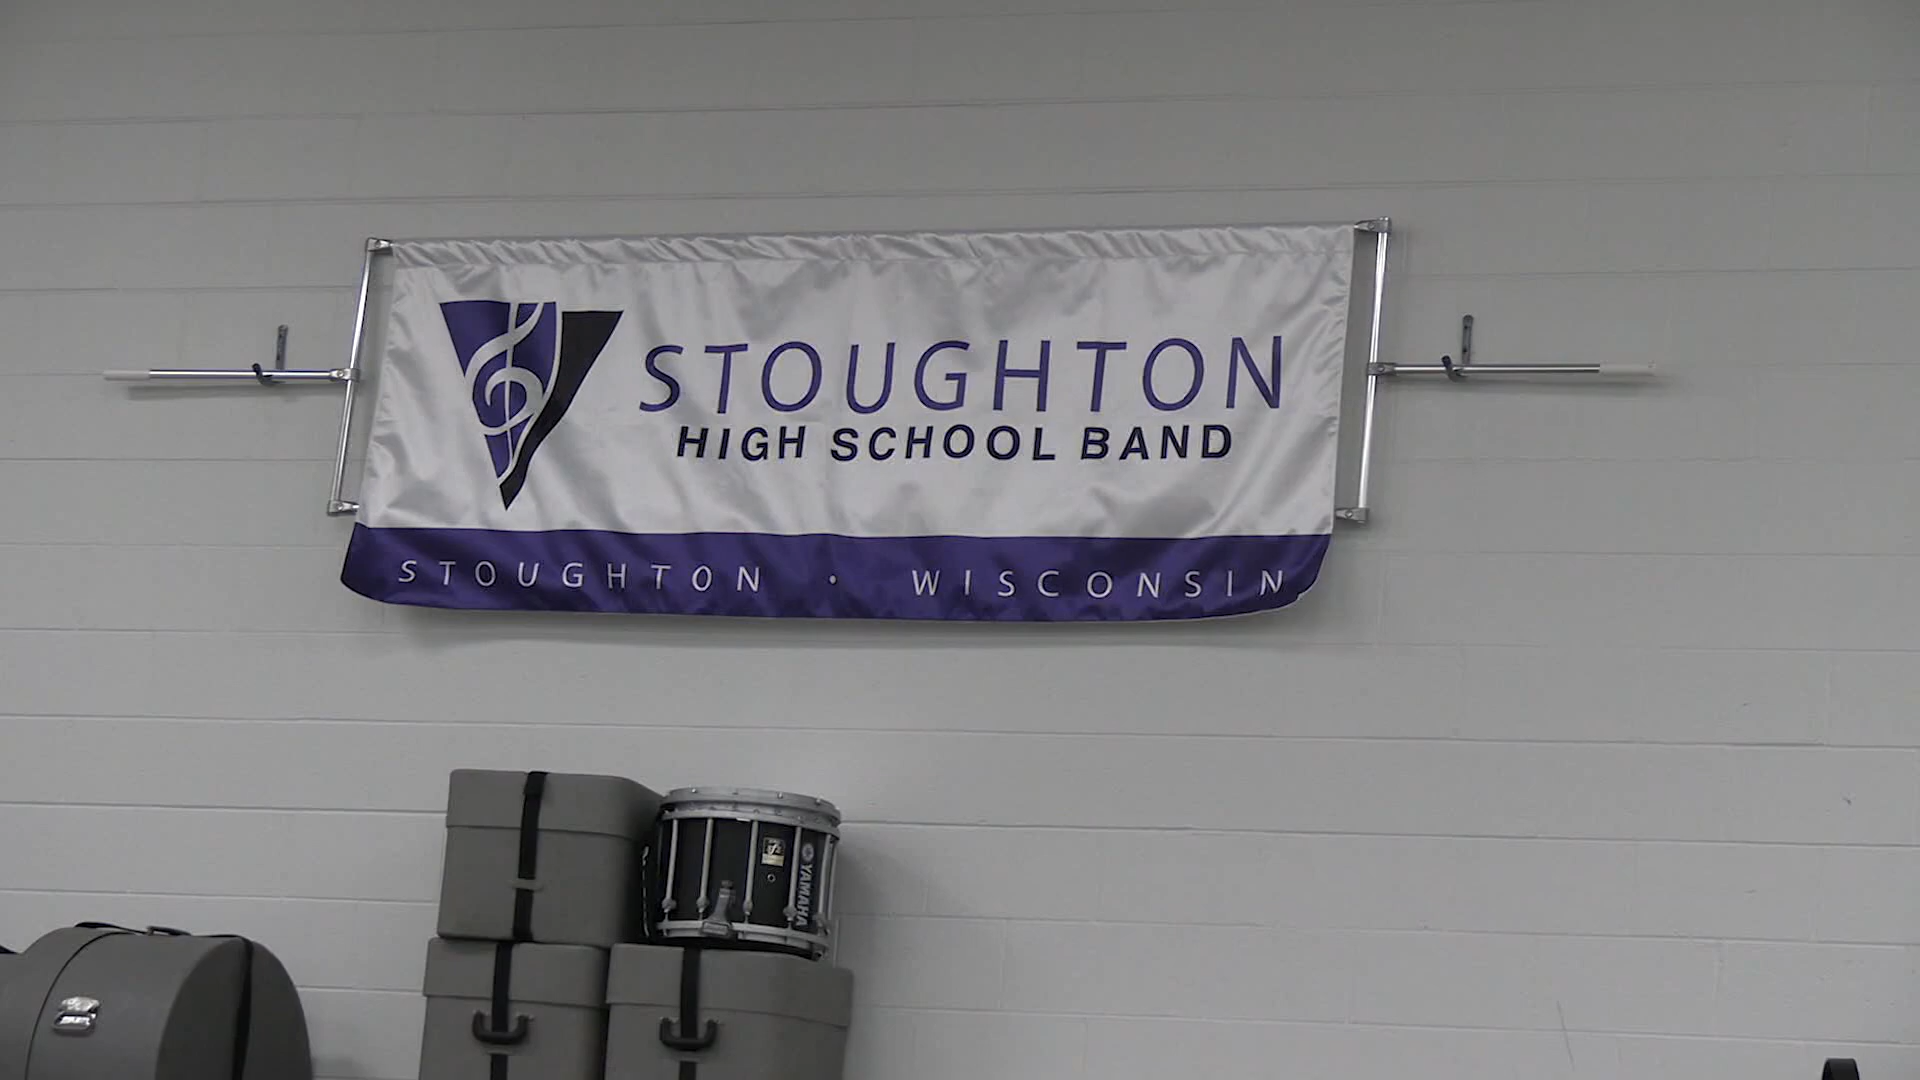 STOUGHTON
HIGH SCHOOL BAND
STOUGHTON • WISCONSIN
YAMAHA